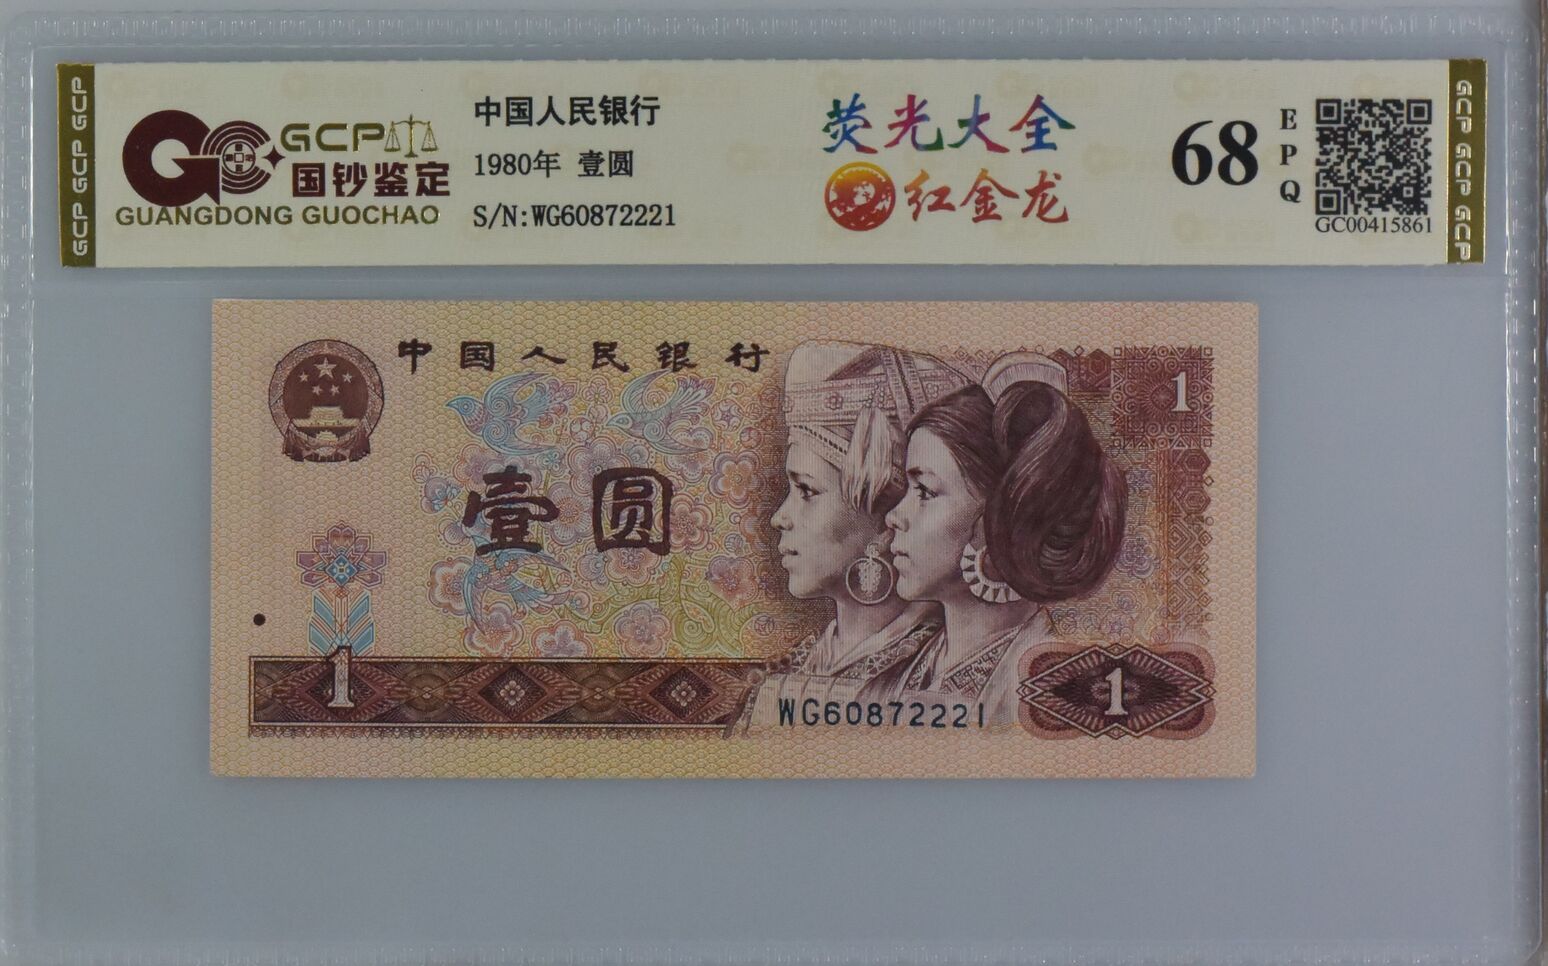 GCP GCP GCP
GCP
国钞鉴定
GUANGDONG GUOCHAO
中国人民银行
1980年 壹圆
S/N:WG60872221
荧光大全
红金龙
68
EPQ
GC00415861
GCP GCP GCP
中国人民银行
1
壹圆
1
WG60872221
1